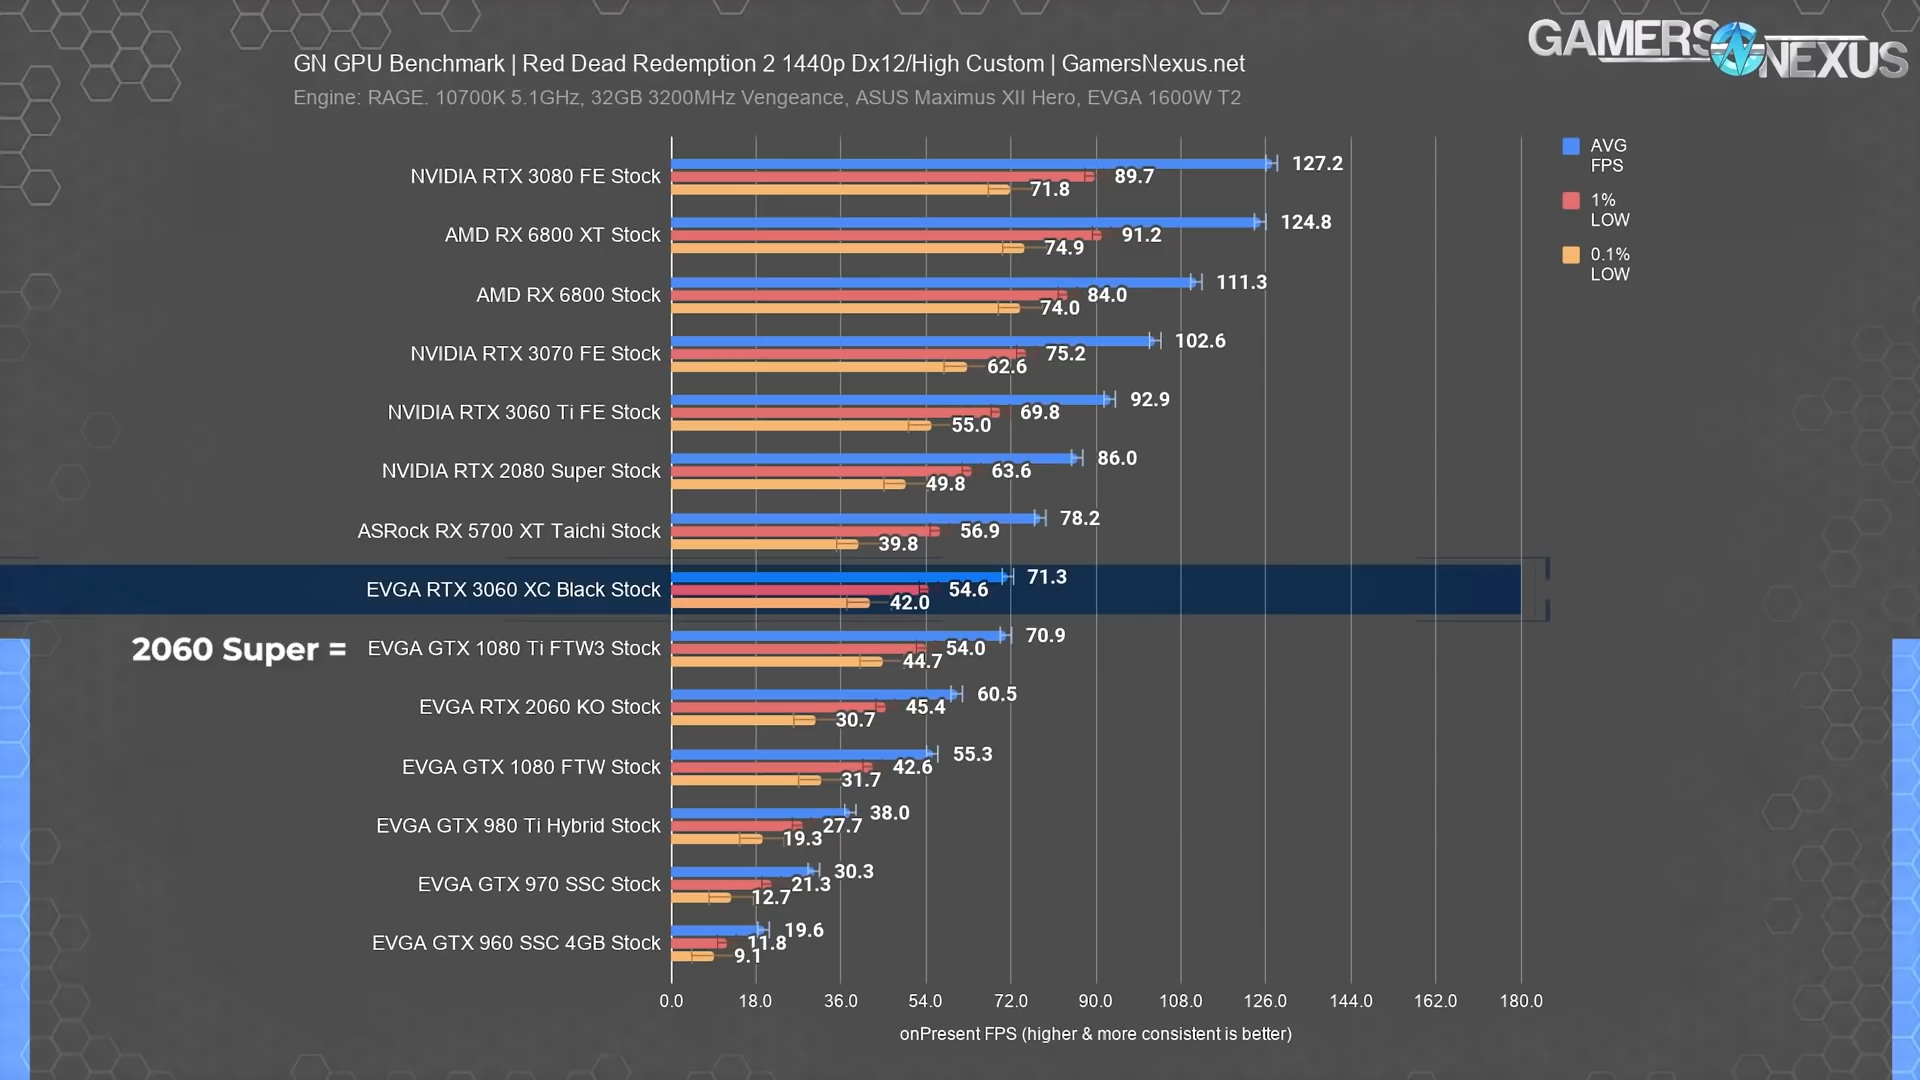 GAMERS NEXUS
GN GPU Benchmark | Red Dead Redemption 2 1440p Dx12/High Custom | GamersNexus.net
Engine: RAGE. 10700K 5.1GHz, 32GB 3200MHz Vengeance, ASUS Maximus XII Hero, EVGA 1600W T2
AVG
FPS
1%
LOW
0.1%
LOW
NVIDIA RTX 3080 FE Stock
127.2
89.7
71.8
AMD RX 6800 XT Stock
124.8
91.2
74.9
AMD RX 6800 Stock
111.3
84.0
74.0
NVIDIA RTX 3070 FE Stock
102.6
75.2
62.6
NVIDIA RTX 3060 Ti FE Stock
92.9
69.8
55.0
NVIDIA RTX 2080 Super Stock
86.0
63.6
49.8
ASRock RX 5700 XT Taichi Stock
78.2
56.9
39.8
EVGA RTX 3060 XC Black Stock
71.3
54.6
42.0
2060 Super = EVGA GTX 1080 Ti FTW3 Stock
70.9
54.0
44.7
EVGA RTX 2060 KO Stock
60.5
45.4
30.7
EVGA GTX 1080 FTW Stock
55.3
42.6
31.7
EVGA GTX 980 Ti Hybrid Stock
38.0
27.7
19.3
EVGA GTX 970 SSC Stock
30.3
21.3
12.7
EVGA GTX 960 SSC 4GB Stock
19.6
11.8
9.1
0.0 18.0 36.0 54.0 72.0 90.0 108.0 126.0 144.0 162.0 180.0
onPresent FPS (higher & more consistent is better)